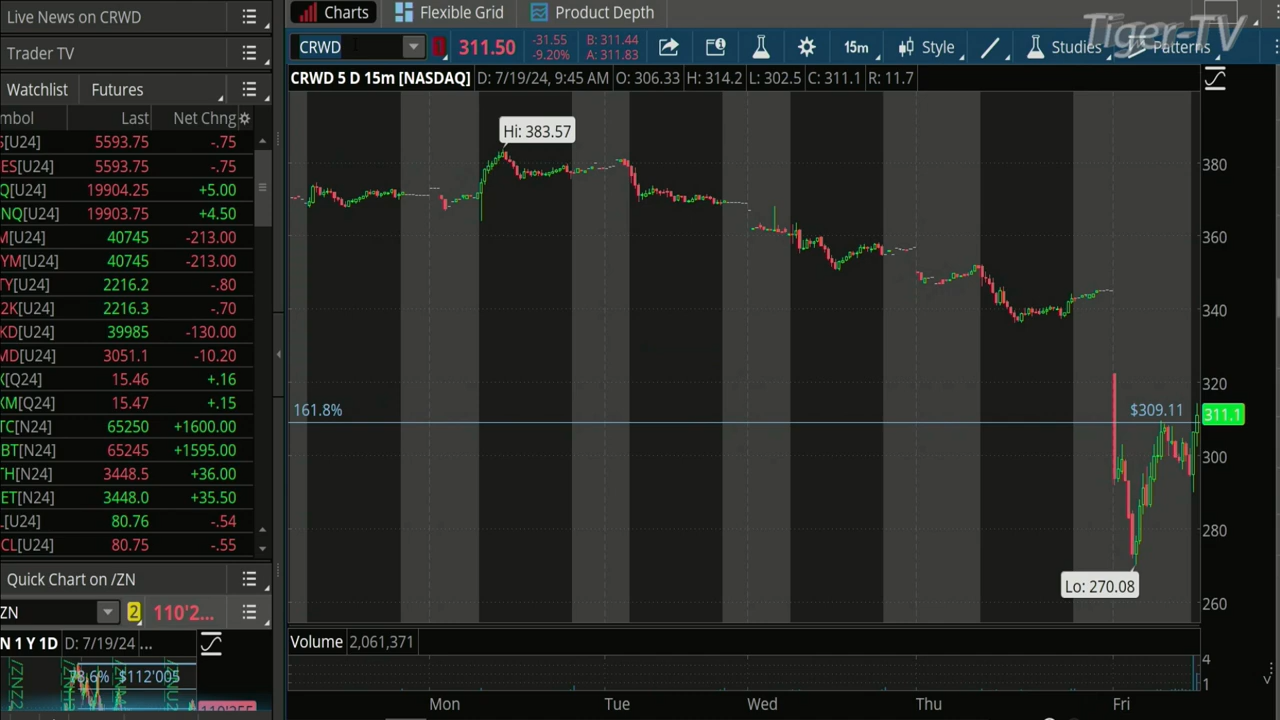 Live News on CRWD
Charts
Flexible Grid
Product Depth
Tiger-TV
Trader TV
CRWD
311.50
-31.55
-9.20%
B: 311.44
A: 311.83
15m
Style
Studies
Patterns
Watchlist
Futures
CRWD 5 D 15m [NASDAQ]
D: 7/19/24, 9:45 AM
O: 306.33
H: 314.2
L: 302.5
C: 311.1
R: 11.7
mbol Last Net Chng
S[U24] 5593.75 -.75
ES[U24] 5593.75 -.75
Q[U24] 19904.25 +5.00
NQ[U24] 19903.75 +4.50
M[U24] 40745 -213.00
YM[U24] 40745 -213.00
TY[U24] 2216.2 -.80
2K[U24] 2216.3 -.70
KD[U24] 39985 -130.00
MD[U24] 3051.1 -10.20
X[Q24] 15.46 +.16
XM[Q24] 15.47 +.15
TC[N24] 65250 +1600.00
BT[N24] 65245 +1595.00
TH[N24] 3448.5 +36.00
ET[N24] 3448.0 +35.50
L[U24] 80.76 -.54
CL[U24] 80.75 -.55
Hi: 383.57
380
360
340
320
161.8%
$309.11
311.1
300
280
Lo: 270.08
260
Quick Chart on /ZN
ZN
2
110'2...
N 1 Y 1D
D: 7/19/24 ...
$112'005
Volume
2,061,371
4
1
Mon
Tue
Wed
Thu
Fri